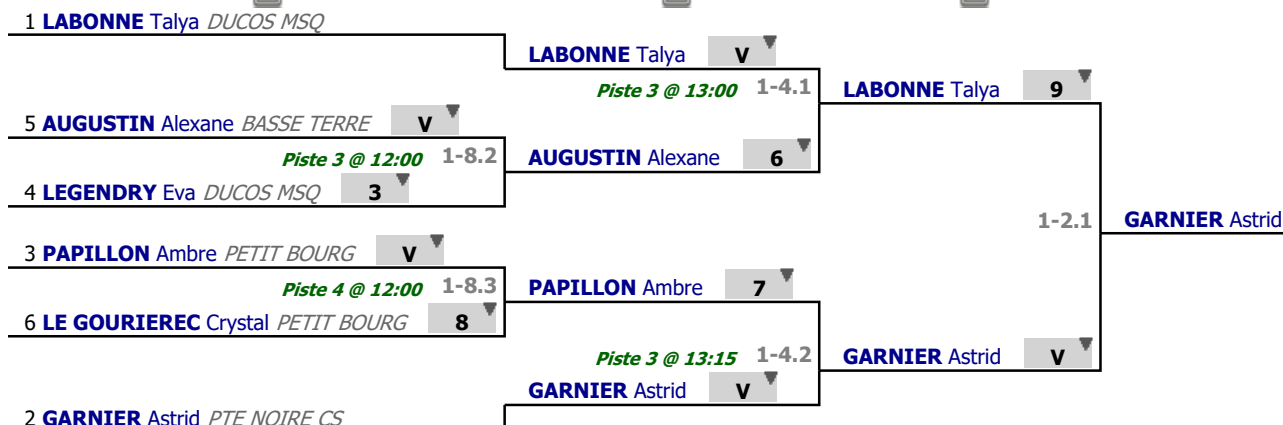 1 LABONNE Talya DUCOS MSQ
LABONNE Talya V
Piste 3 @ 13:00 1-4.1
LABONNE Talya 9
5 AUGUSTIN Alexane BASSE TERRE V
Piste 3 @ 12:00 1-8.2
AUGUSTIN Alexane 6
4 LEGENDRY Eva DUCOS MSQ 3
1-2.1
GARNIER Astrid
3 PAPILLON Ambre PETIT BOURG V
Piste 4 @ 12:00 1-8.3
PAPILLON Ambre 7
6 LE GOURIEREC Crystal PETIT BOURG 8
Piste 3 @ 13:15 1-4.2
GARNIER Astrid V
GARNIER Astrid V
2 GARNIER Astrid PTE NOIRE CS